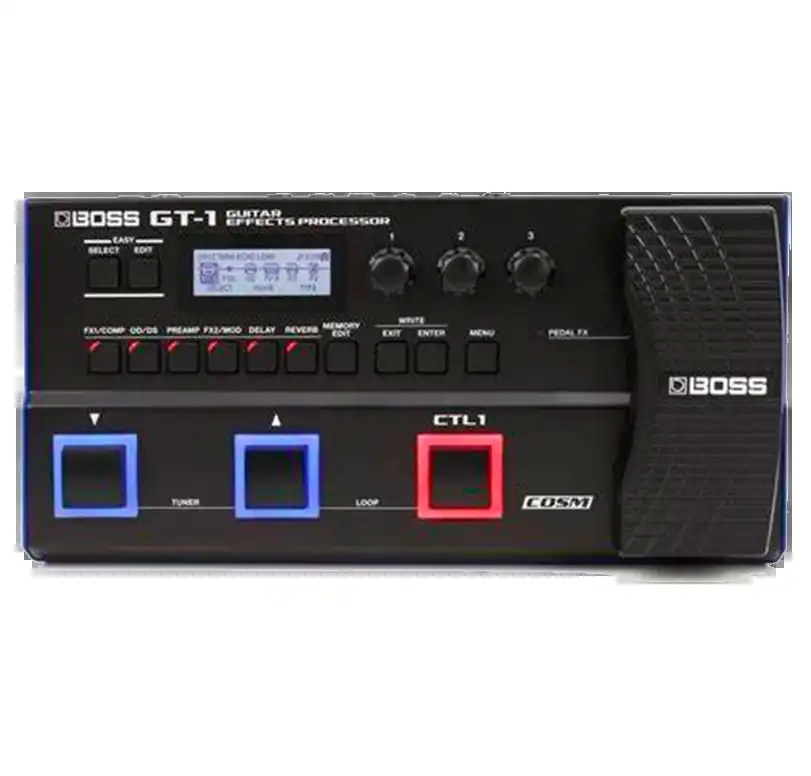 BOSS GT-1 GUITAR EFFECTS PROCESSOR
EASY
SELECT EDIT
1 2 3
WRITE
FX1/COMP OD/DS PREAMP FX2/MOD DELAY REVERB MEMORY EDIT EXIT ENTER MENU
PEDAL FX
BOSS
▼ ▲ CTL1
TUNER LOOP COSM